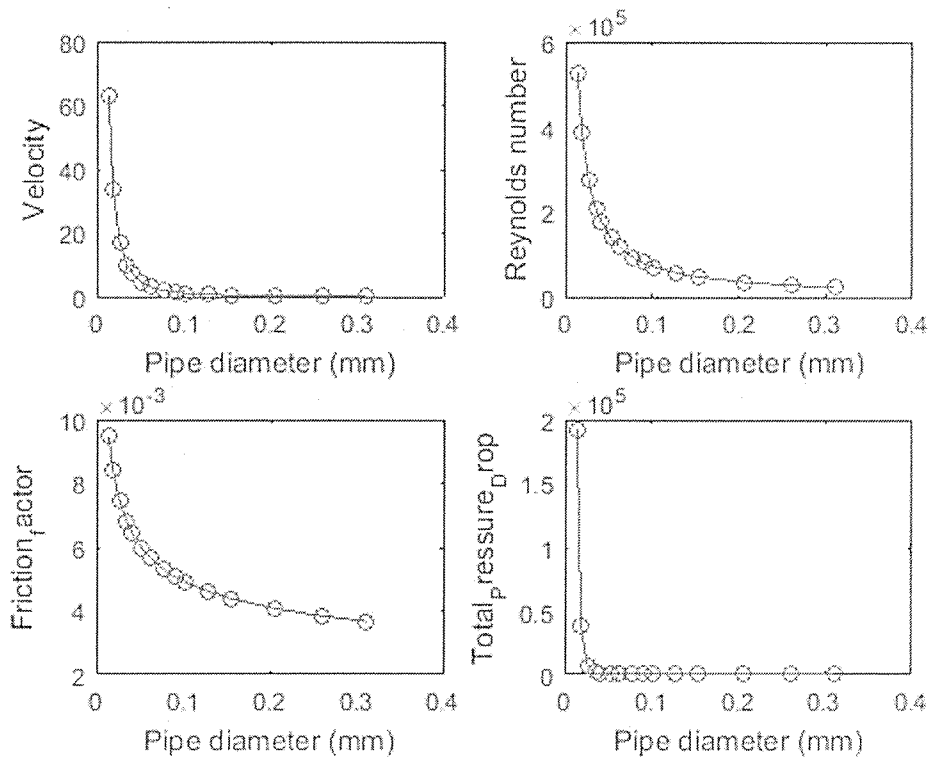 80
60
40
20
0
Velocity
0 0.1 0.2 0.3 0.4
Pipe diameter (mm)
× 10^5
6
4
2
0
Reynolds number
0 0.1 0.2 0.3 0.4
Pipe diameter (mm)
× 10^-3
10
8
6
4
2
Friction_factor
0 0.1 0.2 0.3 0.4
Pipe diameter (mm)
× 10^5
2
1.5
1
0.5
0
Total_Pressure_Drop
0 0.1 0.2 0.3 0.4
Pipe diameter (mm)